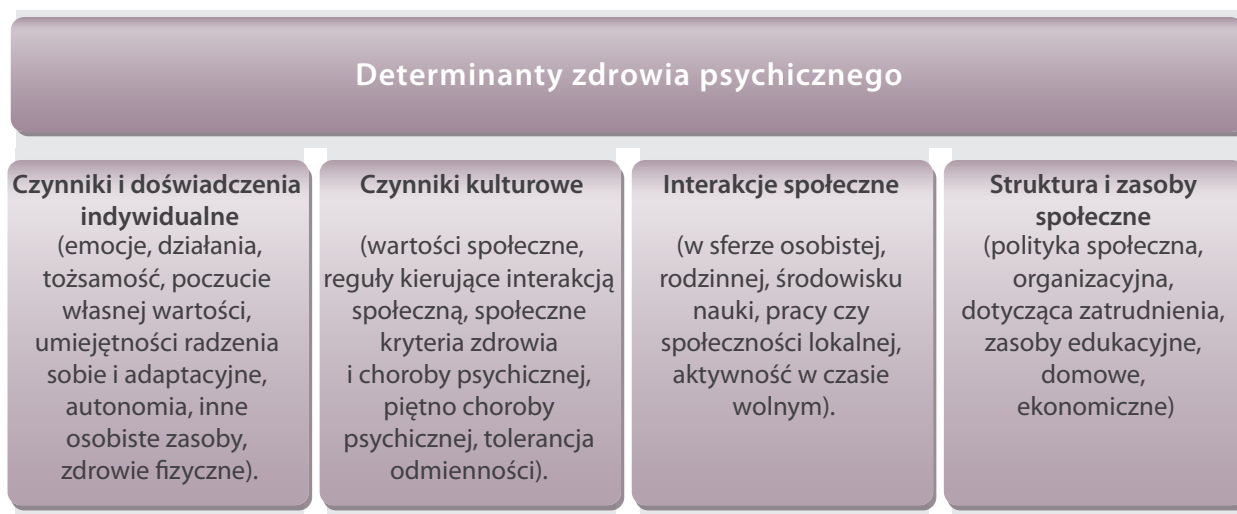 Determinanty zdrowia psychicznego
Czynniki i doświadczenia
indywidualne
(emocje, działania,
tożsamość, poczucie
własnej wartości,
umiejętności radzenia
sobie i adaptacyjne,
autonomia, inne
osobiste zasoby,
zdrowie fizyczne).
Czynniki kulturowe
(wartości społeczne,
reguły kierujące interakcją
społeczną, społeczne
kryteria zdrowia
i choroby psychicznej,
piętno choroby
psychicznej, tolerancja
odmienności).
Interakcje społeczne
(w sferze osobistej,
rodzinnej, środowisku
nauki, pracy czy
społeczności lokalnej,
aktywność w czasie
wolnym).
Struktura i zasoby
społeczne
(polityka społeczna,
organizacyjna,
dotycząca zatrudnienia,
zasoby edukacyjne,
domowe,
ekonomiczne)